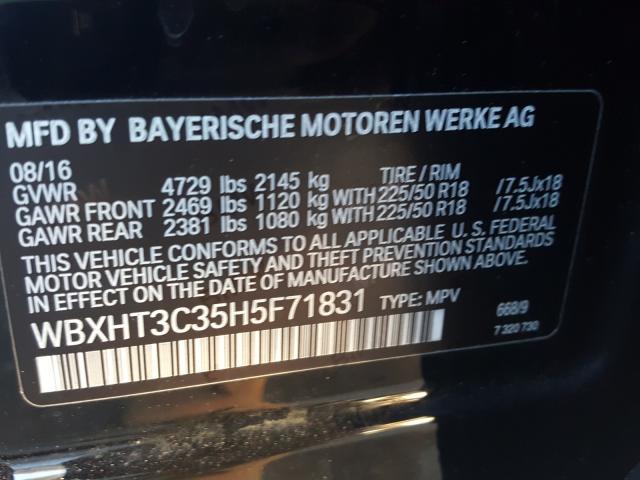 MFD BY BAYERISCHE MOTOREN WERKE AG
08/16 TIRE / RIM
GVWR 4729 lbs 2145 kg
GAWR FRONT 2469 lbs 1120 kg WITH 225/50 R18 /7.5Jx18
GAWR REAR 2381 lbs 1080 kg WITH 225/50 R18 /7.5Jx18
THIS VEHICLE CONFORMS TO ALL APPLICABLE U. S. FEDERAL
MOTOR VEHICLE SAFETY AND THEFT PREVENTION STANDARDS
IN EFFECT ON THE DATE OF MANUFACTURE SHOWN ABOVE.
WBXHT3C35H5F71831 TYPE: MPV 668/9
7 320 730